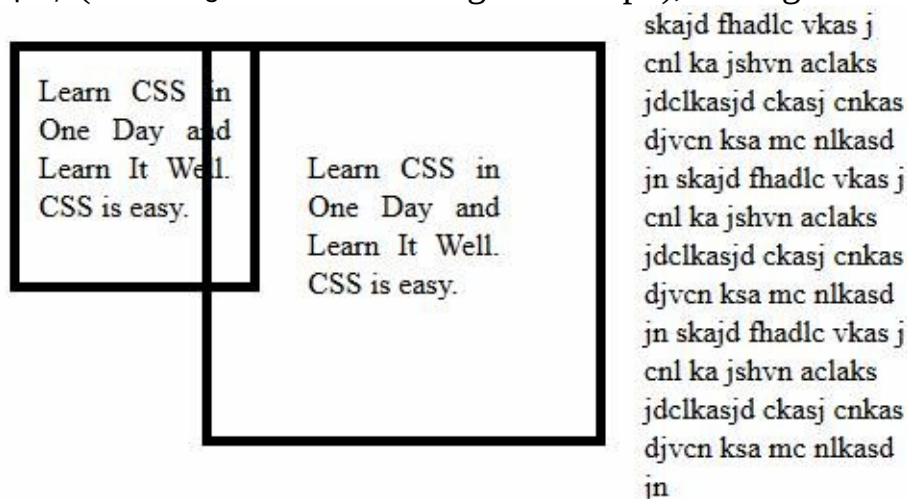 Learn CSS in
One Day and
Learn It Well.
CSS is easy.
Learn CSS in
One Day and
Learn It Well.
CSS is easy.
skajd fhadlc vkas j
cnl ka jshvn aclaks
jdclkasjd ckasj cnkas
djvcn ksa mc nlkasd
jn skajd fhadlc vkas j
cnl ka jshvn aclaks
jdclkasjd ckasj cnkas
djvcn ksa mc nlkasd
jn skajd fhadlc vkas j
cnl ka jshvn aclaks
jdclkasjd ckasj cnkas
djvcn ksa mc nlkasd
jn